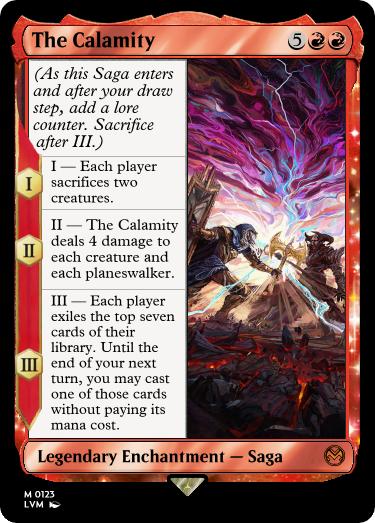 The Calamity 5
(As this Saga enters
and after your draw
step, add a lore
counter. Sacrifice
after III.)
I
I — Each player
sacrifices two
creatures.
II
II — The Calamity
deals 4 damage to
each creature and
each planeswalker.
III
III — Each player
exiles the top seven
cards of their
library. Until the
end of your next
turn, you may cast
one of those cards
without paying its
mana cost.
Legendary Enchantment — Saga
M 0123
LVM